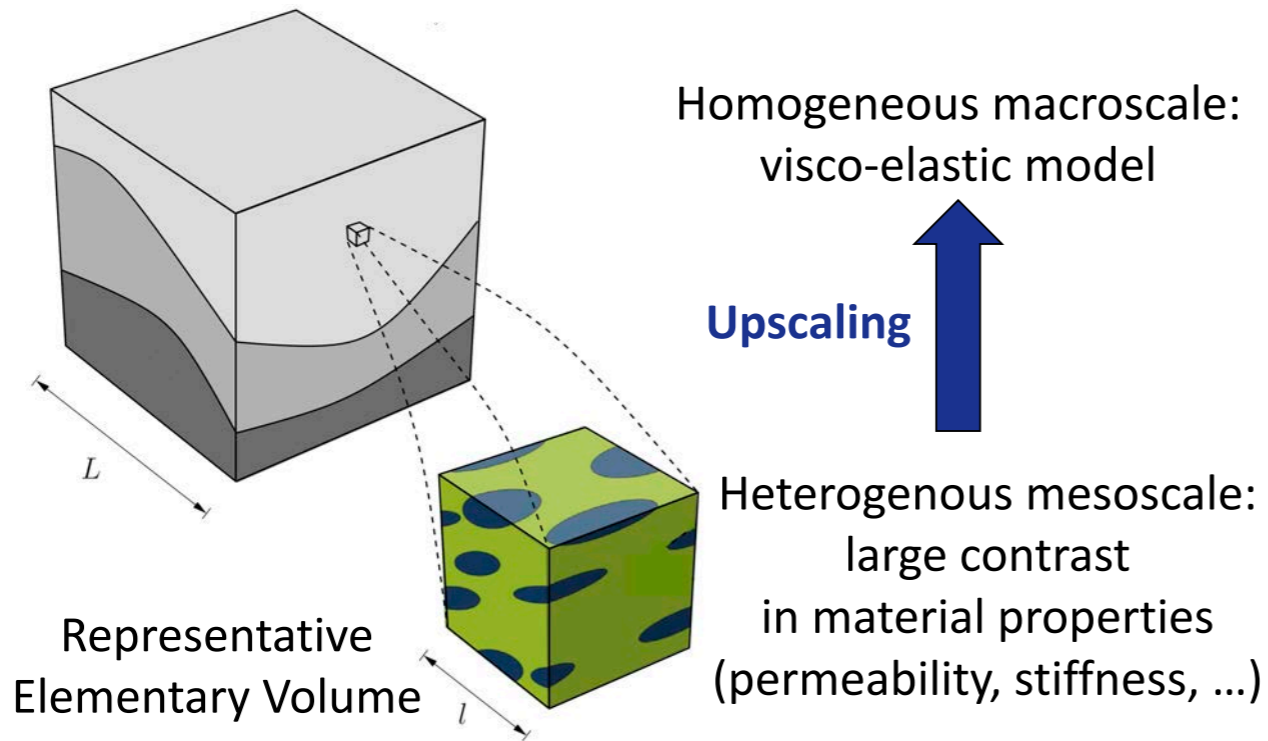 Homogeneous macroscale:
visco-elastic model
Upscaling
L
Heterogenous mesoscale:
large contrast
in material properties
(permeability, stiffness, ...)
Representative
Elementary Volume
l